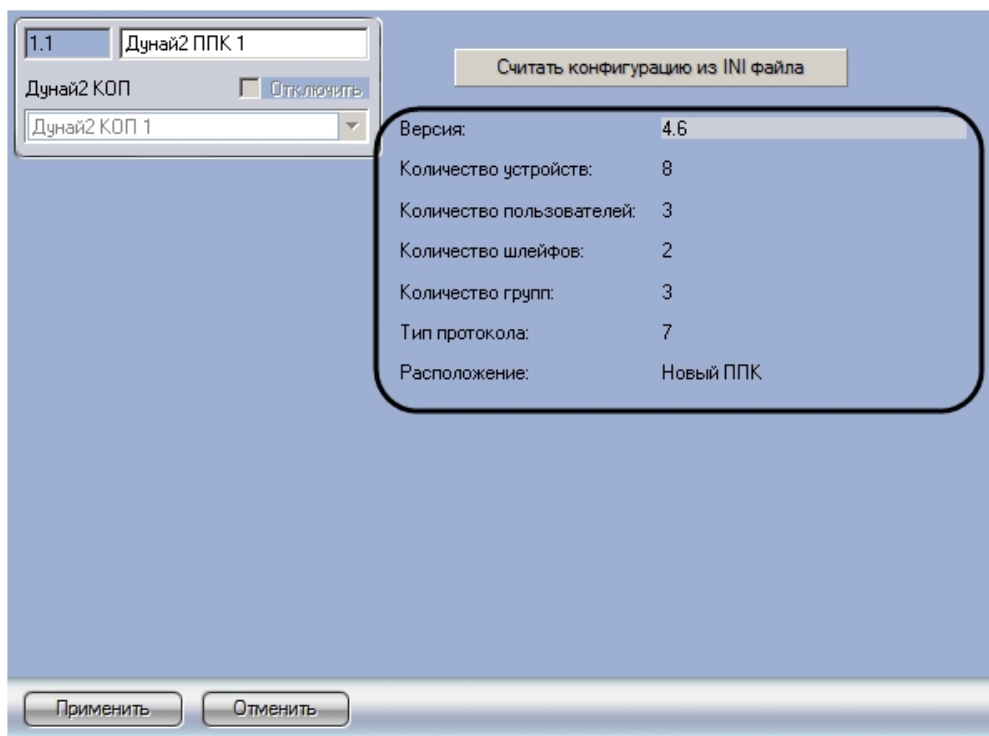 1.1 Дунай2 ППК 1
Дунай2 КОП Отключить
Дунай2 КОП 1
Считать конфигурацию из INI файла
Версия: 4.6
Количество устройств: 8
Количество пользователей: 3
Количество шлейфов: 2
Количество групп: 3
Тип протокола: 7
Расположение: Новый ППК
Применить Отменить